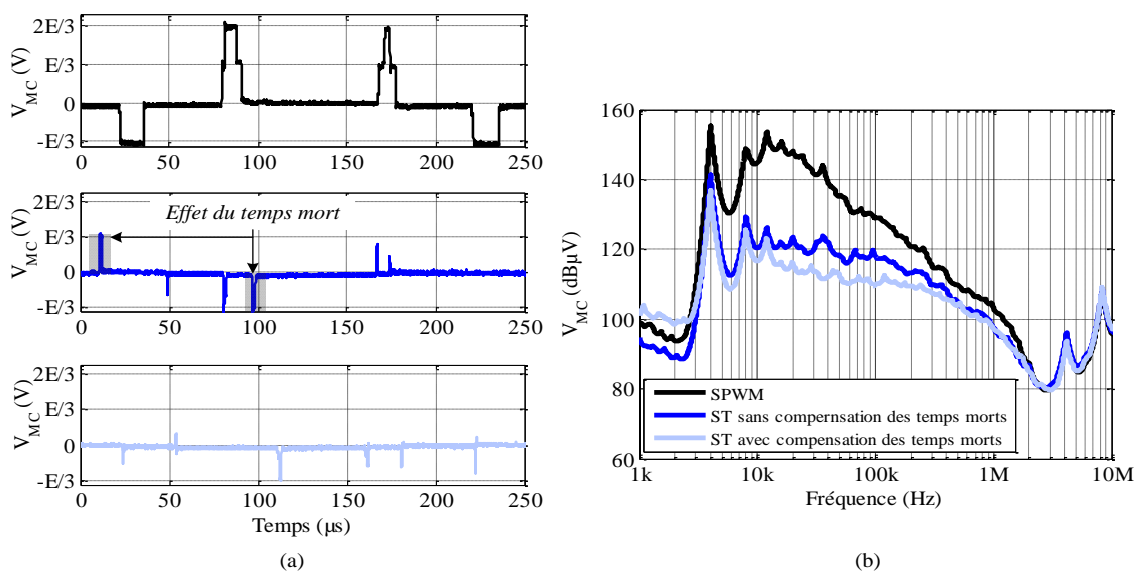 2E/3
E/3
0
-E/3
V_MC (V)
0 50 100 150 200 250
Effet du temps mort
2E/3
E/3
0
-E/3
V_MC (V)
0 50 100 150 200 250
2E/3
E/3
0
-E/3
V_MC (V)
0 50 100 150 200 250
Temps (µs)
(a)
160
140
120
100
80
60
V_MC (dBµV)
SPWM
ST sans compernsation des temps morts
ST avec compensation des temps morts
1k 10k 100k 1M 10M
Fréquence (Hz)
(b)